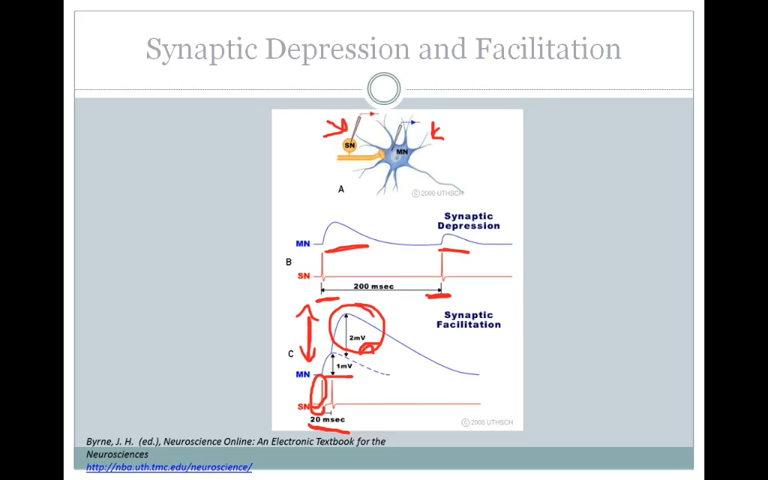 Synaptic Depression and Facilitation
SN
MN
A
©2000 UTHSCH
Synaptic
Depression
MN
B
SN
200 msec
Synaptic
Facilitation
2mV
C
1mV
MN
SN
20 msec
©UTHSCH
Byrne, J. H. (ed.), Neuroscience Online: An Electronic Textbook for the
Neurosciences
http://nba.uth.tmc.edu/neuroscience/